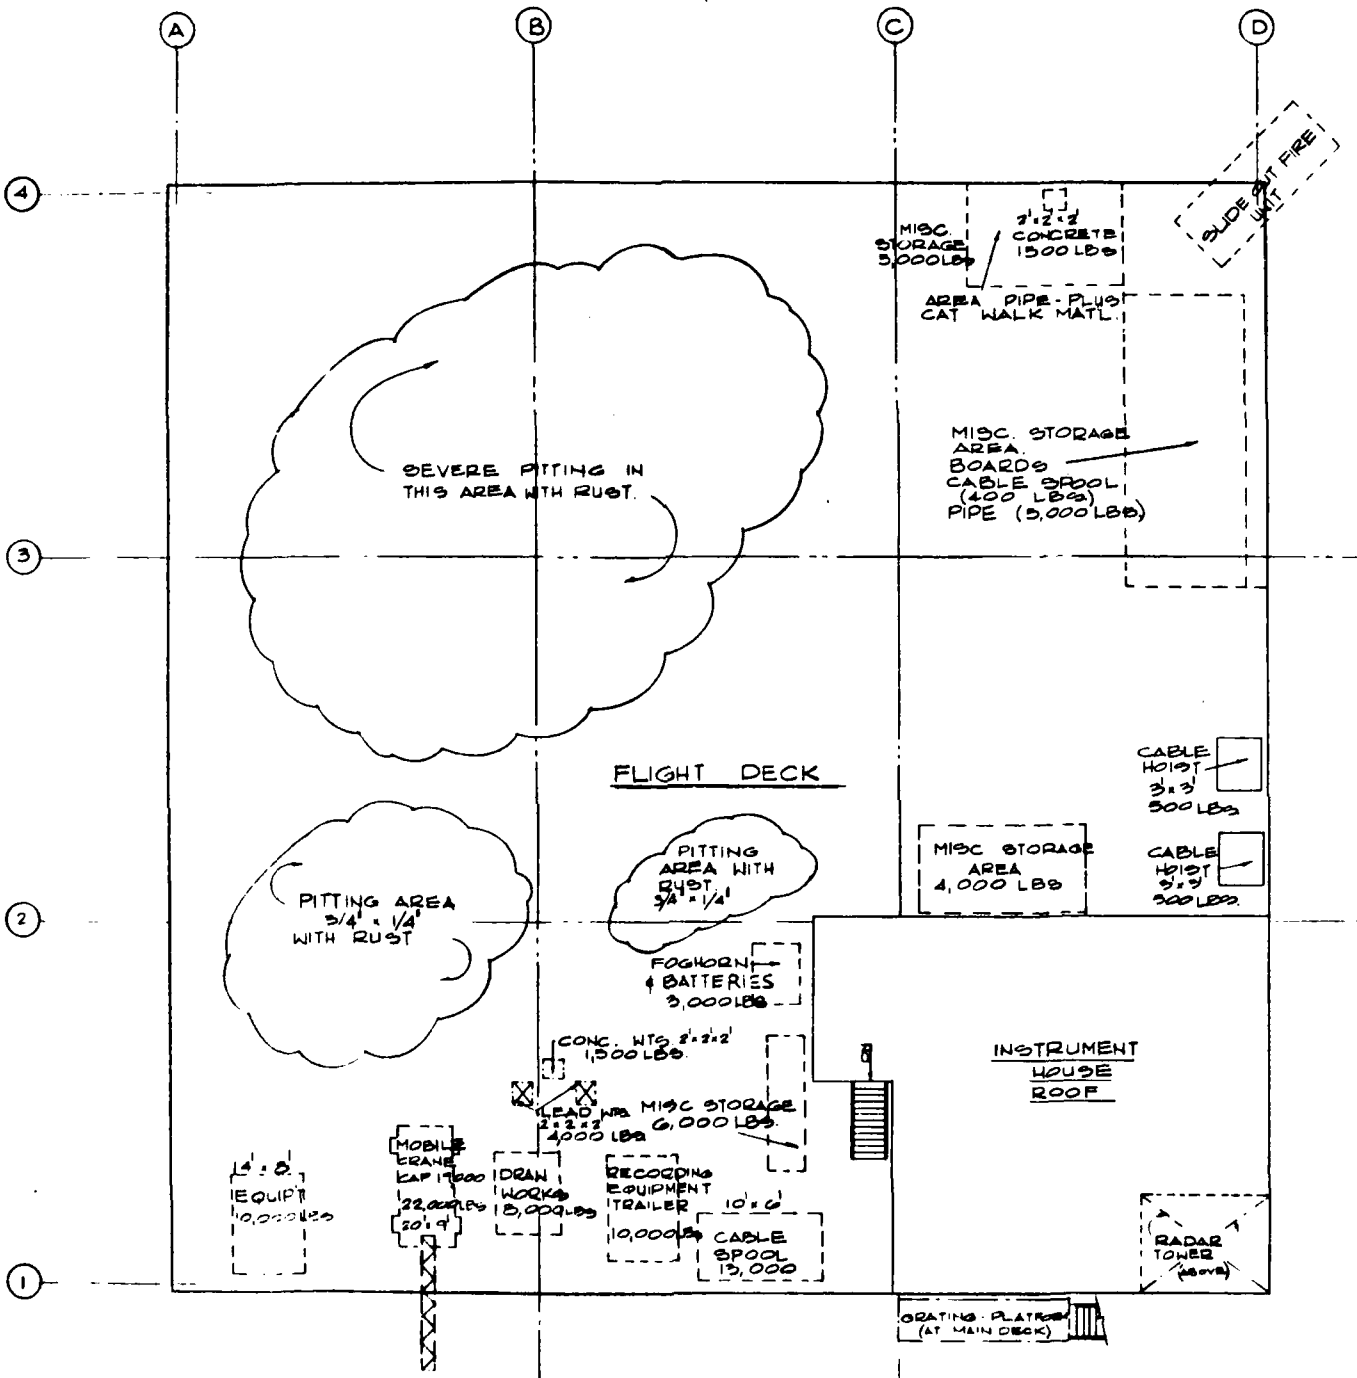 A
B
C
D
4
SLIDE OUT FIRE
UNIT
2'x2'x2'
CONCRETE
1500 LBS
MISC.
STORAGE
5,000 LBS
AREA PIPE - PLUS
CAT WALK MATL.
MISC. STORAGE
AREA.
BOARDS
CABLE SPOOL
(400 LBS)
PIPE (5,000 LBS)
SEVERE PITTING IN
THIS AREA WITH RUST.
3
FLIGHT DECK
CABLE
HOIST
3'x3'
500 LBS
CABLE
HOIST
3'x3'
500 LBS.
MISC STORAGE
AREA
4,000 LBS
PITTING
AREA WITH
RUST.
3/4" x 1/4"
PITTING AREA
3/4" x 1/4"
WITH RUST
2
FOGHORN
& BATTERIES
3,000 LBS
CONC. WTS. 2'x2'x2'
1,500 LBS.
LEAD WTS
2'x2'x2'
4000 LBS
MISC STORAGE
6,000 LBS.
INSTRUMENT
HOUSE
ROOF
4' x 8'
EQUIPT
10,000 LBS
MOBILE
CRANE
CAP 17000
22,000 LBS
20'x9'
DRAW
WORKS
8,000 LBS
RECORDING
EQUIPMENT
TRAILER
10,000 LBS
10' x 6'
CABLE
SPOOL
13,000
RADAR
TOWER
(ABOVE)
1
GRATING - PLATFORM
(AT MAIN DECK)